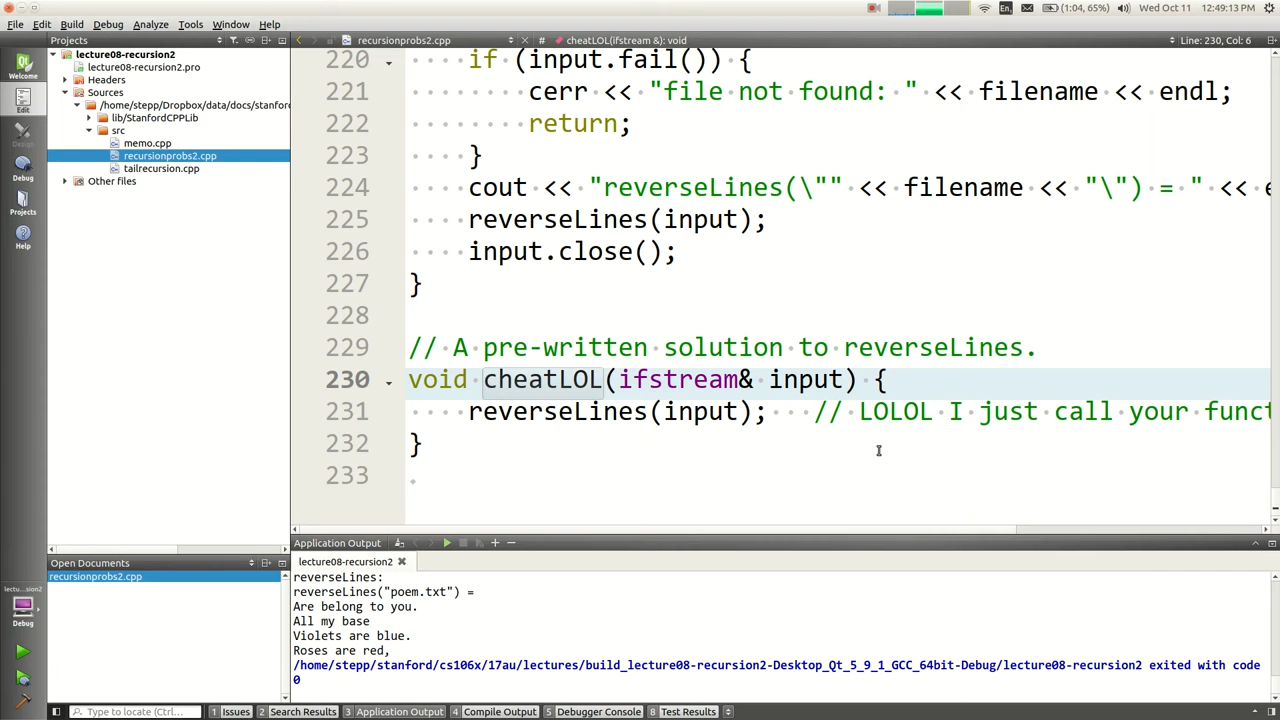 En
(1:04, 65%)
Wed Oct 11
12:49:13 PM
File Edit Build Debug Analyze Tools Window Help
Projects
recursionprobs2.cpp
cheatLOL(ifstream &): void
Line: 230, Col: 6
Welcome
Edit
Design
Debug
Projects
Help
lecture08-recursion2
lecture08-recursion2.pro
Headers
Sources
/home/stepp/Dropbox/data/docs/stanfor
lib/StanfordCPPLib
src
memo.cpp
recursionprobs2.cpp
tailrecursion.cpp
Other files
220 if (input.fail()) {
221 cerr << "file not found: " << filename << endl;
222 return;
223 }
224 cout << "reverseLines(\"" << filename << "\") = " << e
225 reverseLines(input);
226 input.close();
227 }
228
229 // A pre-written solution to reverseLines.
230 void cheatLOL(ifstream& input) {
231 reverseLines(input); // LOLOL I just call your funct
232 }
233
Application Output
lecture08-recursion2
Open Documents
recursionprobs2.cpp
reverseLines:
reverseLines("poem.txt") =
Are belong to you.
All my base
Violets are blue.
Roses are red,
/home/stepp/stanford/cs106x/17au/lectures/build_lecture08-recursion2-Desktop_Qt_5_9_1_GCC_64bit-Debug/lecture08-recursion2 exited with code
0
lectu...sion2
Debug
Type to locate (Ctrl...
1 Issues
2 Search Results
3 Application Output
4 Compile Output
5 Debugger Console
8 Test Results